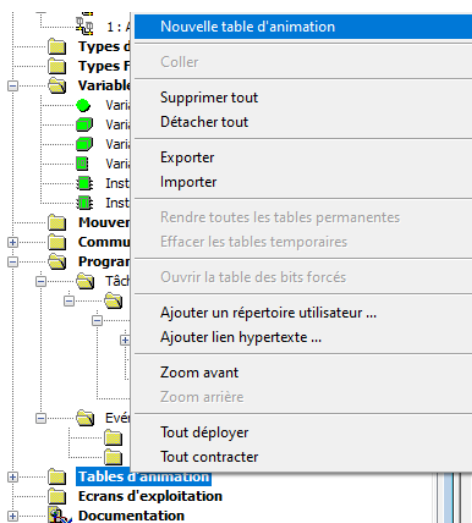 1 : A
Nouvelle table d'animation
Types d
Types F
Coller
Variable
Supprimer tout
Varia
Détacher tout
Varia
Varia
Exporter
Varia
Importer
Inst
Inst
Mouver
Rendre toutes les tables permanentes
Commu
Effacer les tables temporaires
Program
Tâch
Ouvrir la table des bits forcés
Ajouter un répertoire utilisateur ...
Ajouter lien hypertexte ...
Zoom avant
Zoom arrière
Evér
Tout déployer
Tout contracter
Tables d'animation
Ecrans d'exploitation
Documentation